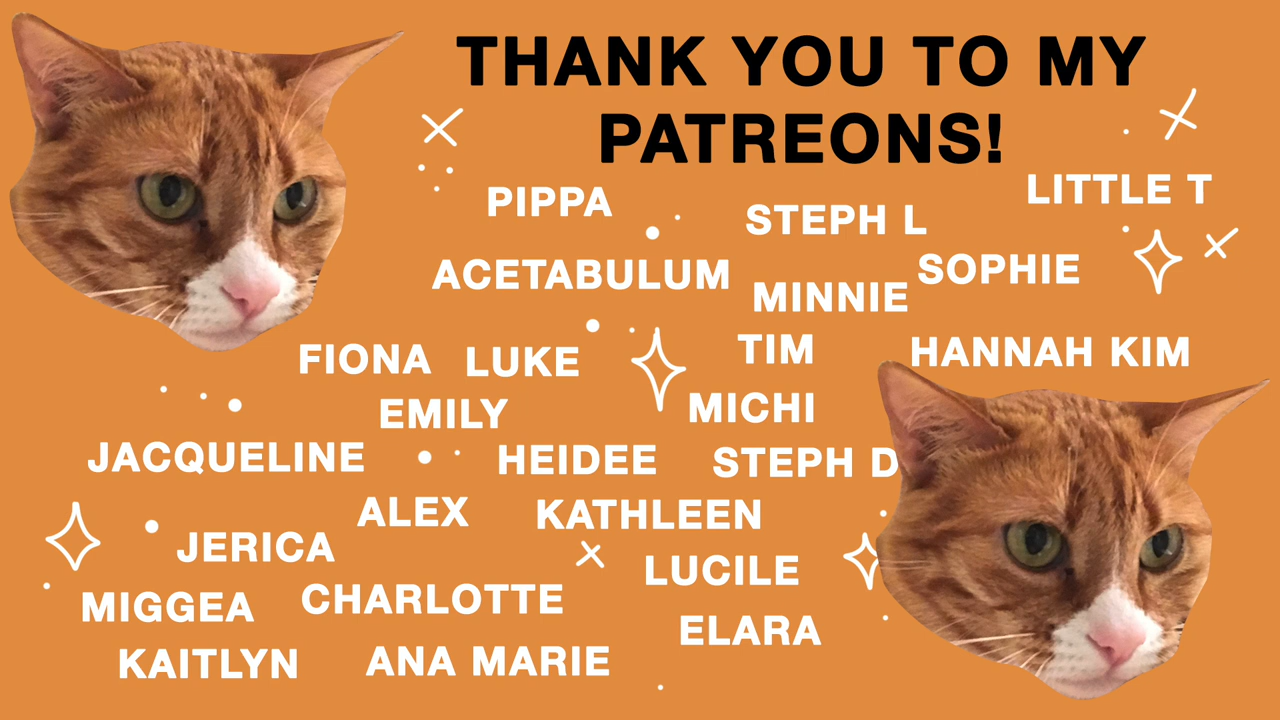 THANK YOU TO MY
PATREONS!
LITTLE T
PIPPA
STEPH L
SOPHIE
ACETABULUM
MINNIE
TIM
HANNAH KIM
FIONA
LUKE
MICHI
EMILY
JACQUELINE
HEIDEE
STEPH D
ALEX
KATHLEEN
JERICA
LUCILE
MIGGEA
CHARLOTTE
ELARA
KAITLYN
ANA MARIE